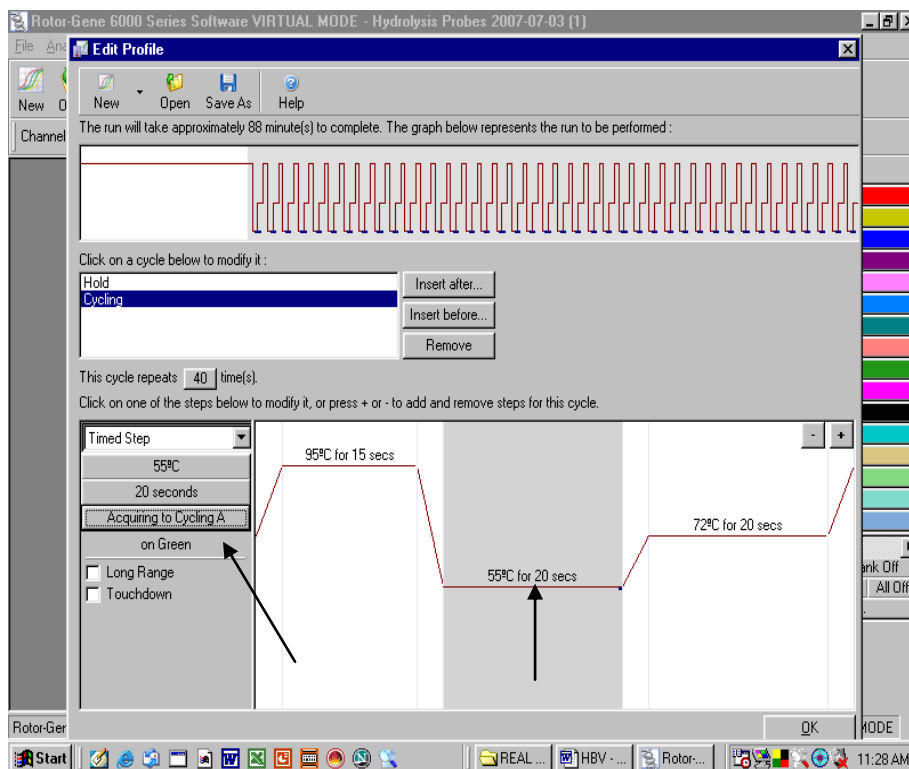 Rotor-Gene 6000 Series Software VIRTUAL MODE - Hydrolysis Probes 2007-07-03 (1)
File Ana
Edit Profile
New
New Open Save As Help
Channel
The run will take approximately 88 minute(s) to complete. The graph below represents the run to be performed :
Click on a cycle below to modify it :
Hold
Cycling
Insert after...
Insert before...
Remove
This cycle repeats 40 time(s).
Click on one of the steps below to modify it, or press + or - to add and remove steps for this cycle.
Timed Step
55ºC
20 seconds
Acquiring to Cycling A
on Green
Long Range
Touchdown
- +
95ºC for 15 secs
55ºC for 20 secs
72ºC for 20 secs
ank Off
All Off
OK
Rotor-Ger
MODE
Start
REAL ...
HBV - ...
Rotor-...
11:28 AM